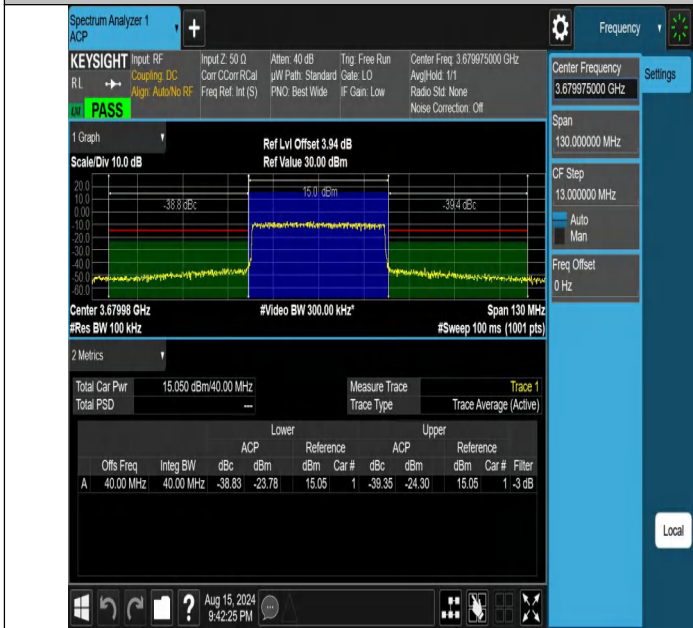 Spectrum Analyzer 1
ACP
+
Frequency
KEYSIGHT Input: RF Input Z: 50 Ω Atten: 40 dB Trig: Free Run Center Freq: 3.679975000 GHz
RL Coupling: DC Corr CCorr RCal µW Path: Standard Gate: LO Avg|Hold: 1/1
Align: Auto/No RF Freq Ref: Int (S) PNO: Best Wide IF Gain: Low Radio Std: None
PASS Noise Correction: Off
1 Graph
Ref Lvl Offset 3.94 dB
Scale/Div 10.0 dB Ref Value 30.00 dBm
20.0
10.0
0.00
-10.0
-20.0
-30.0
-40.0
-50.0
-60.0
-38.8 dBc 15.0 dBm -39.4 dBc
Center 3.67998 GHz #Video BW 300.00 kHz* Span 130 MHz
#Res BW 100 kHz #Sweep 100 ms (1001 pts)
2 Metrics
Total Car Pwr 15.050 dBm/40.00 MHz Measure Trace Trace 1
Total PSD --- Trace Type Trace Average (Active)
Lower Upper
ACP Reference ACP Reference
Offs Freq Integ BW dBc dBm dBm Car # dBc dBm dBm Car # Filter
A 40.00 MHz 40.00 MHz -38.83 -23.78 15.05 1 -39.35 -24.30 15.05 1 -3 dB
? Aug 15, 2024
9:42:25 PM
Center Frequency
3.679975000 GHz
Settings
Span
130.000000 MHz
CF Step
13.000000 MHz
Auto
Man
Freq Offset
0 Hz
Local